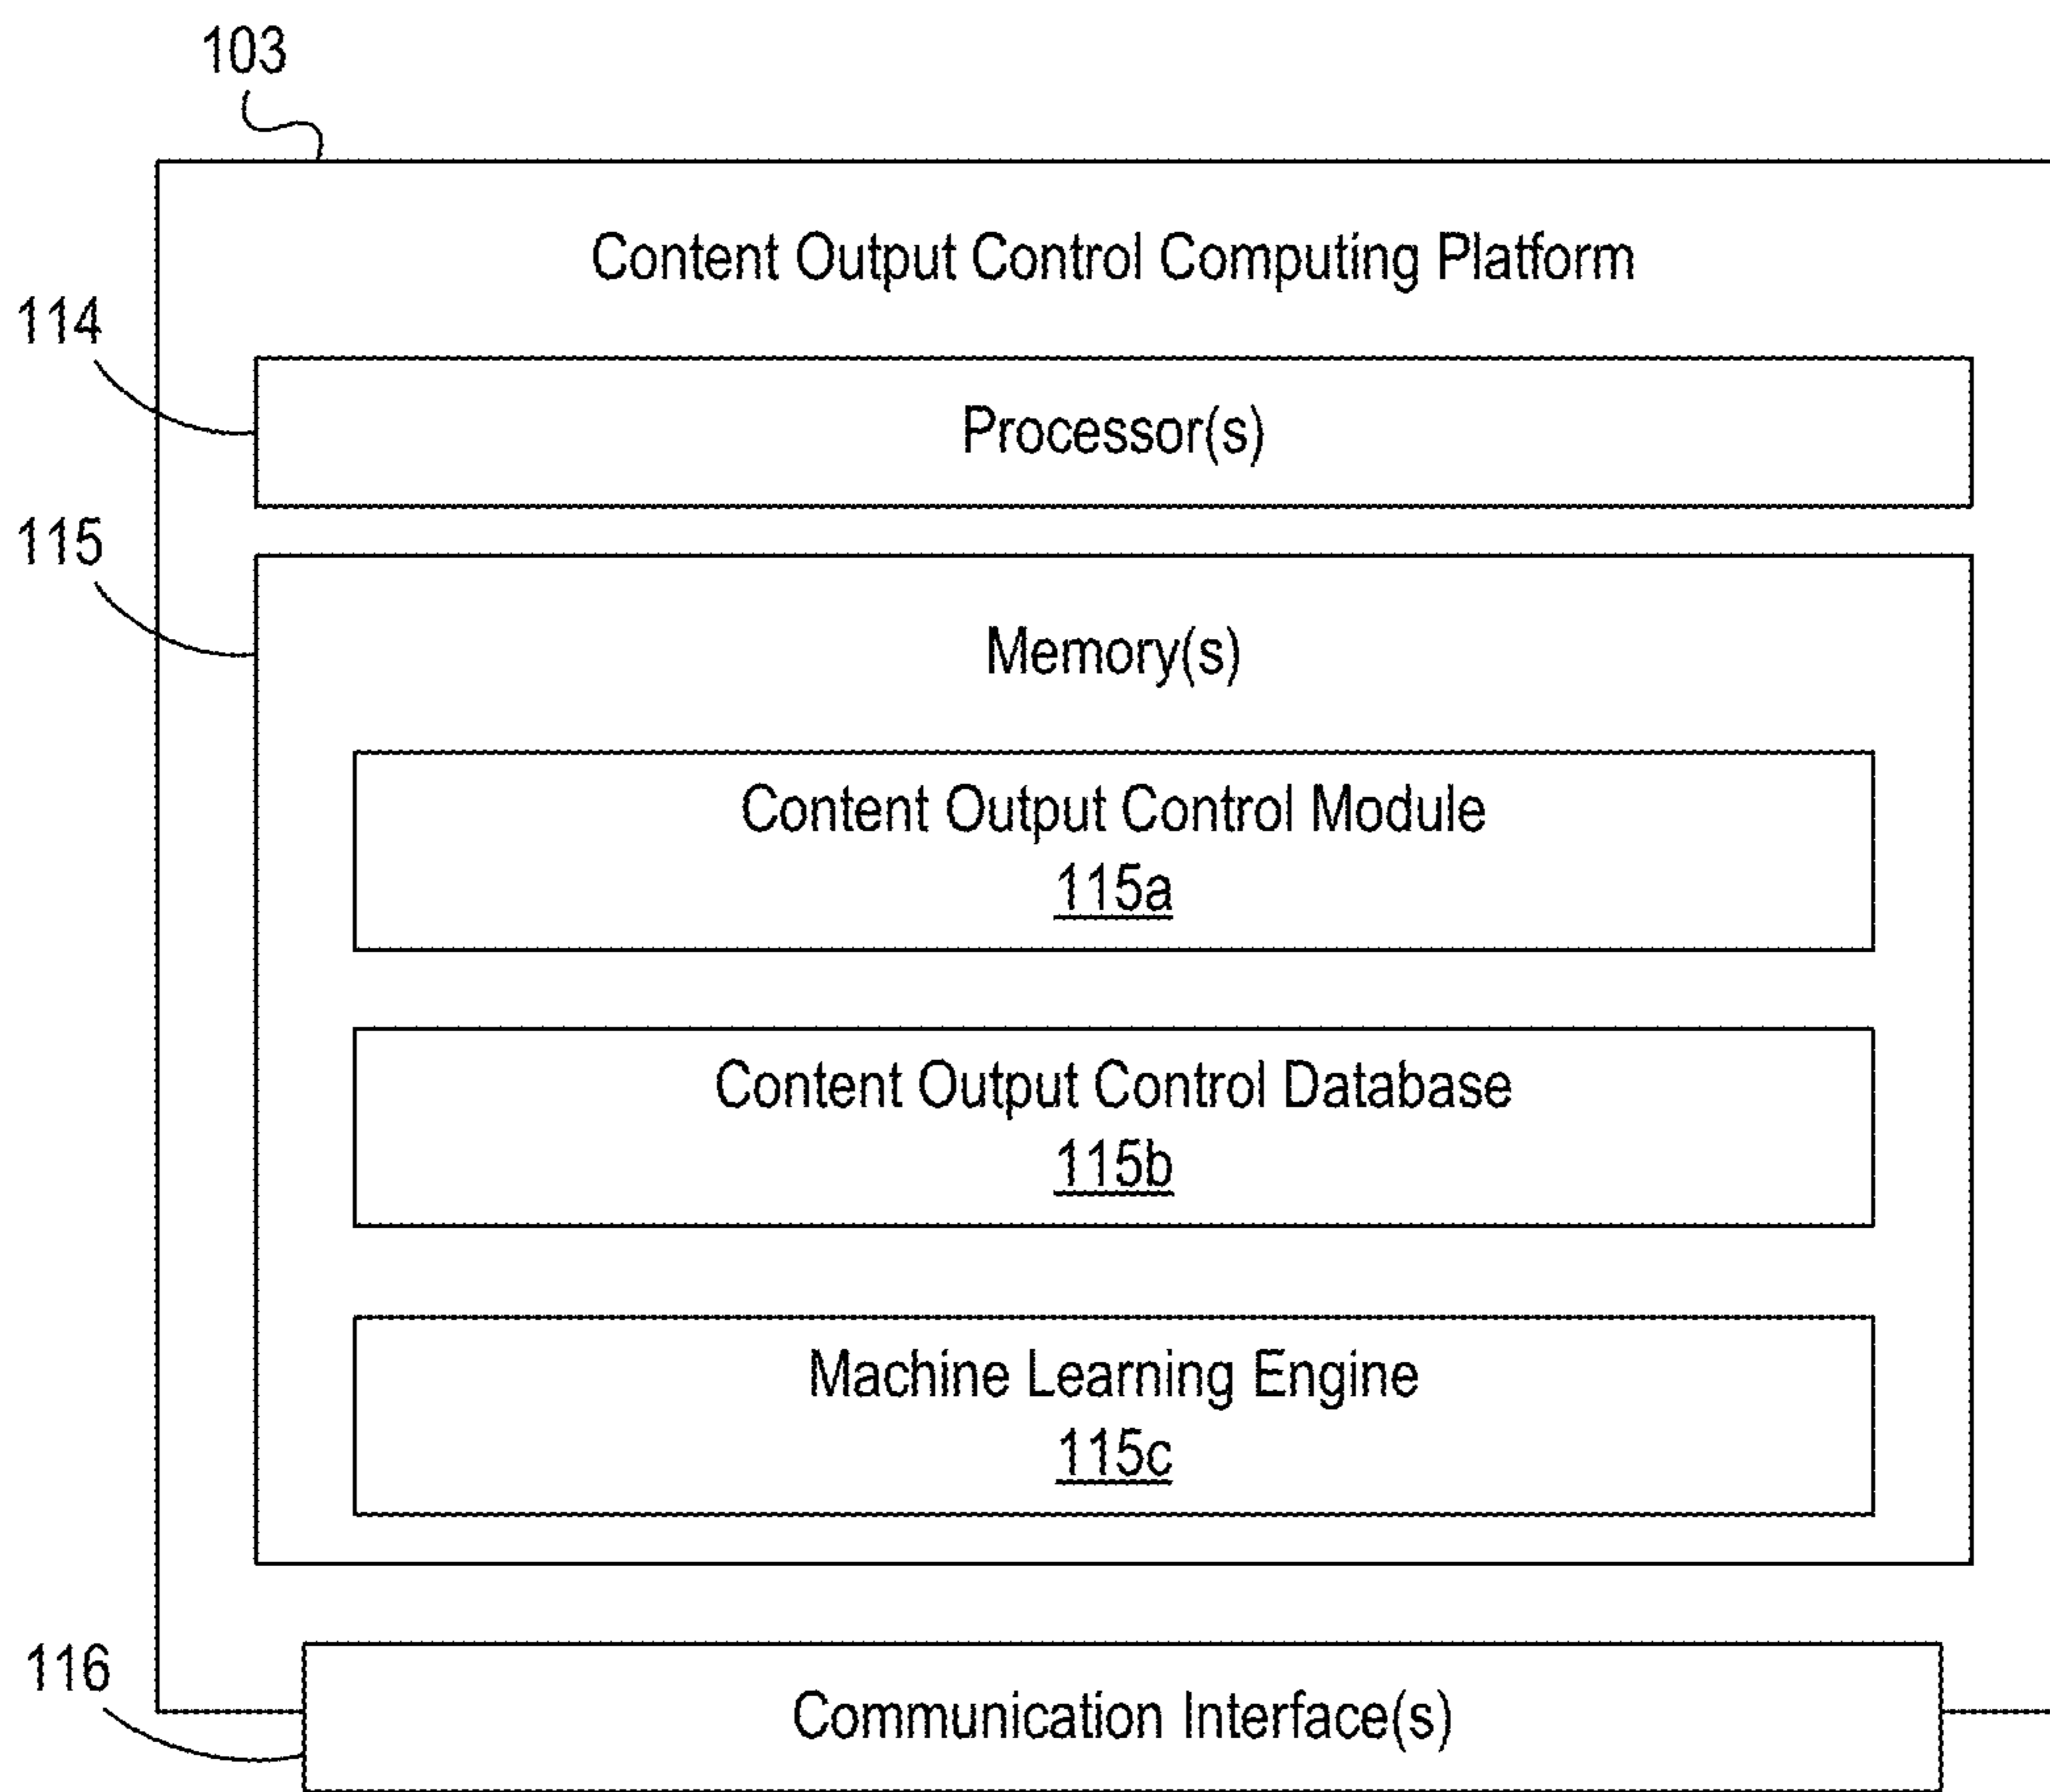 103
Content Output Control Computing Platform
114
Processor(s)
115
Memory(s)
Content Output Control Module
115a
Content Output Control Database
115b
Machine Learning Engine
115c
116
Communication Interface(s)